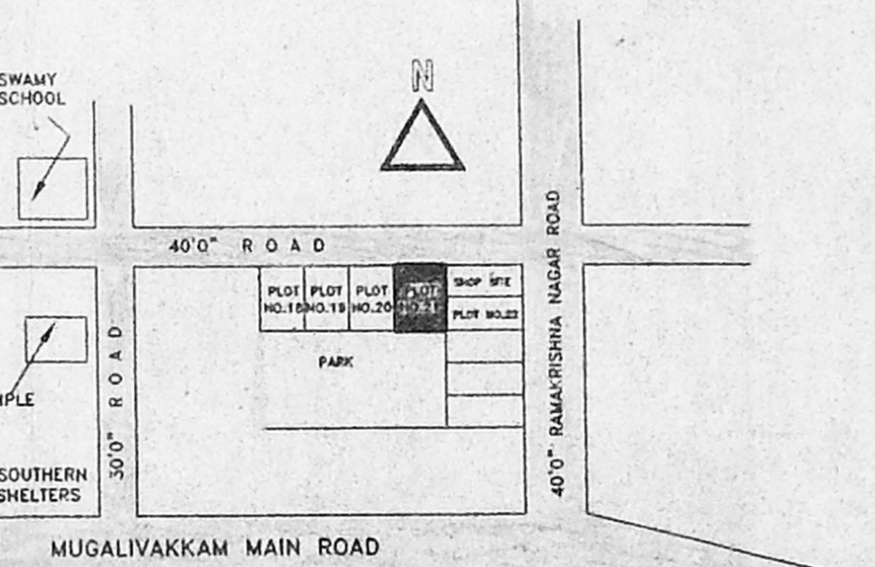 SWAMY
SCHOOL
N
40'0" ROAD
PLOT
NO.18
PLOT
NO.19
PLOT
NO.20
PLOT
NO.21
SHOP SITE
PLOT NO.22
PARK
30'0" ROAD
40'0" RAMAKRISHNA NAGAR ROAD
MPLE
SOUTHERN
SHELTERS
MUGALIVAKKAM MAIN ROAD